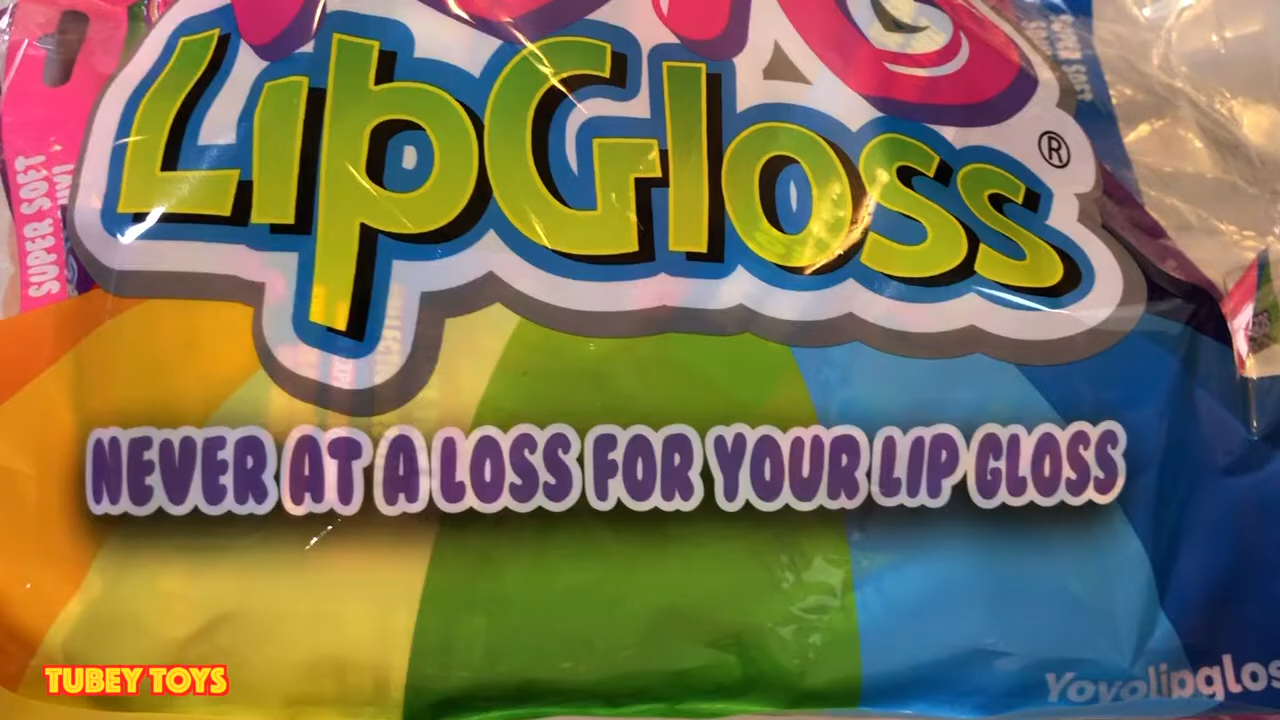 LipGloss
®
SUPER SOFT
NEVER AT A LOSS FOR YOUR LIP GLOSS
TUBEY TOYS
Yoyolipglos